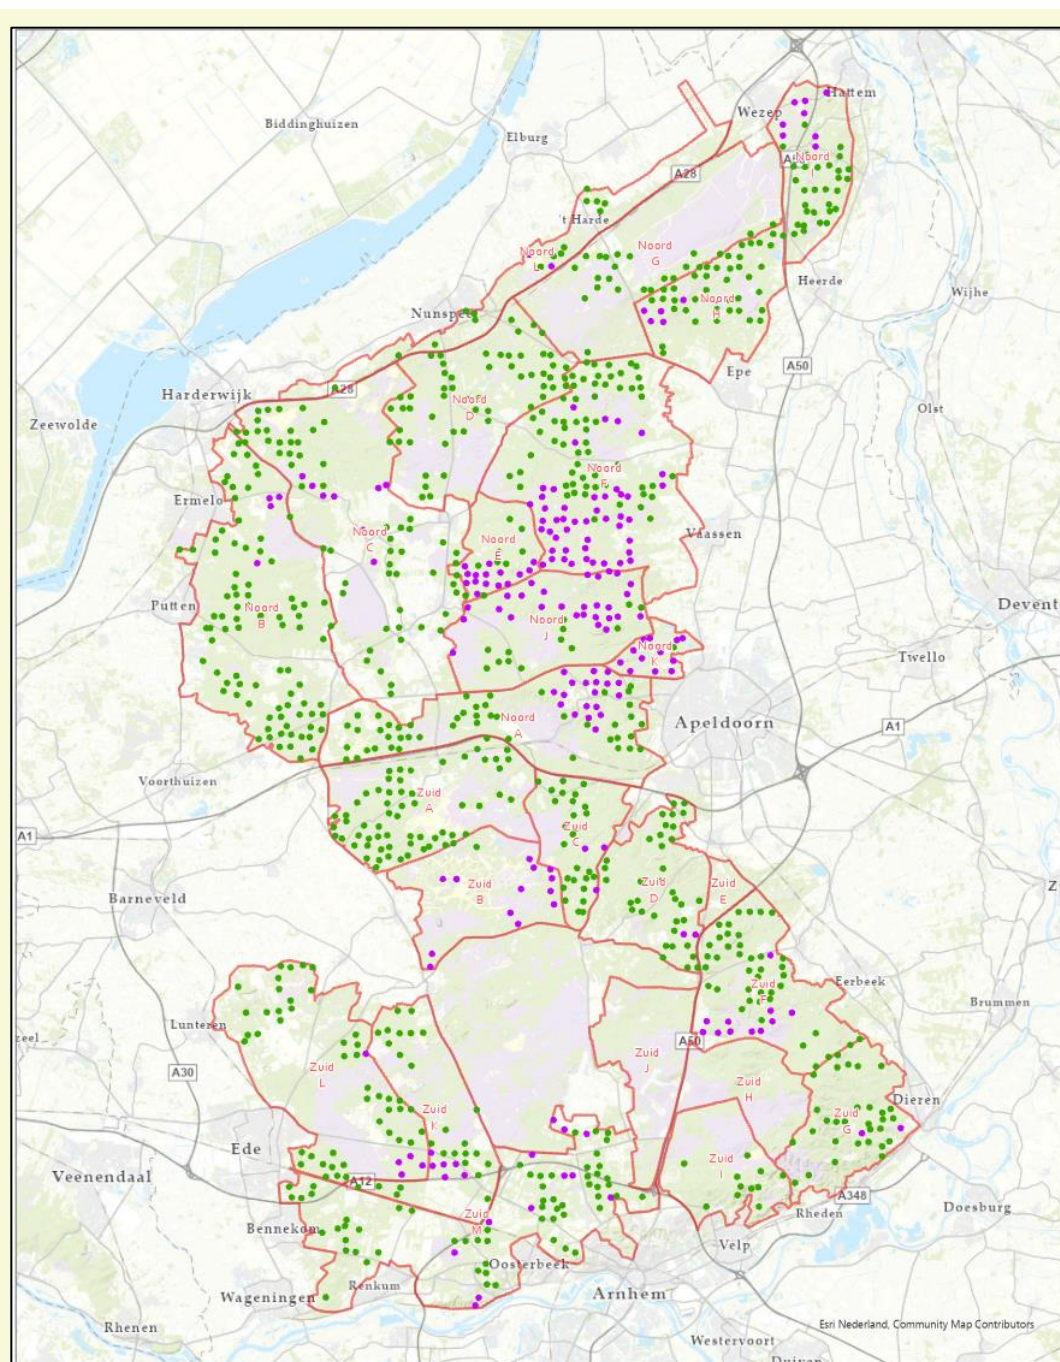 Hattem
Wezep
Biddinghuizen
Elburg
A28
Noord
I
't Harde
Noord
L
Noord
G
Heerde
Wijhe
Noord
H
Nunspeet
A50
Epe
Harderwijk
A28
Noord
D
Olst
Zeewolde
Noord
F
Ermelo
Vaassen
Noord
C
Noord
E
Putten
Noord
B
Noord
J
Devent
Noord
K
Twello
Noord
A
Apeldoorn
A1
Voorthuizen
Zuid
A
A1
Zuid
C
Barneveld
Zuid
B
Zuid
D
Zuid
E
Eerbeek
Zuid
F
Brummen
Lunteren
zeel
A50
A30
Zuid
L
Zuid
J
Zuid
H
Dieren
Zuid
K
Zuid
G
Ede
Veenendaal
A12
Zuid
I
A348
Doesburg
Rheden
Bennekom
Zuid
M
Velp
Oosterbeek
Renkum
Wageningen
Arnhem
Rhenen
Esri Nederland, Community Map Contributors
Westervoort
Duiven